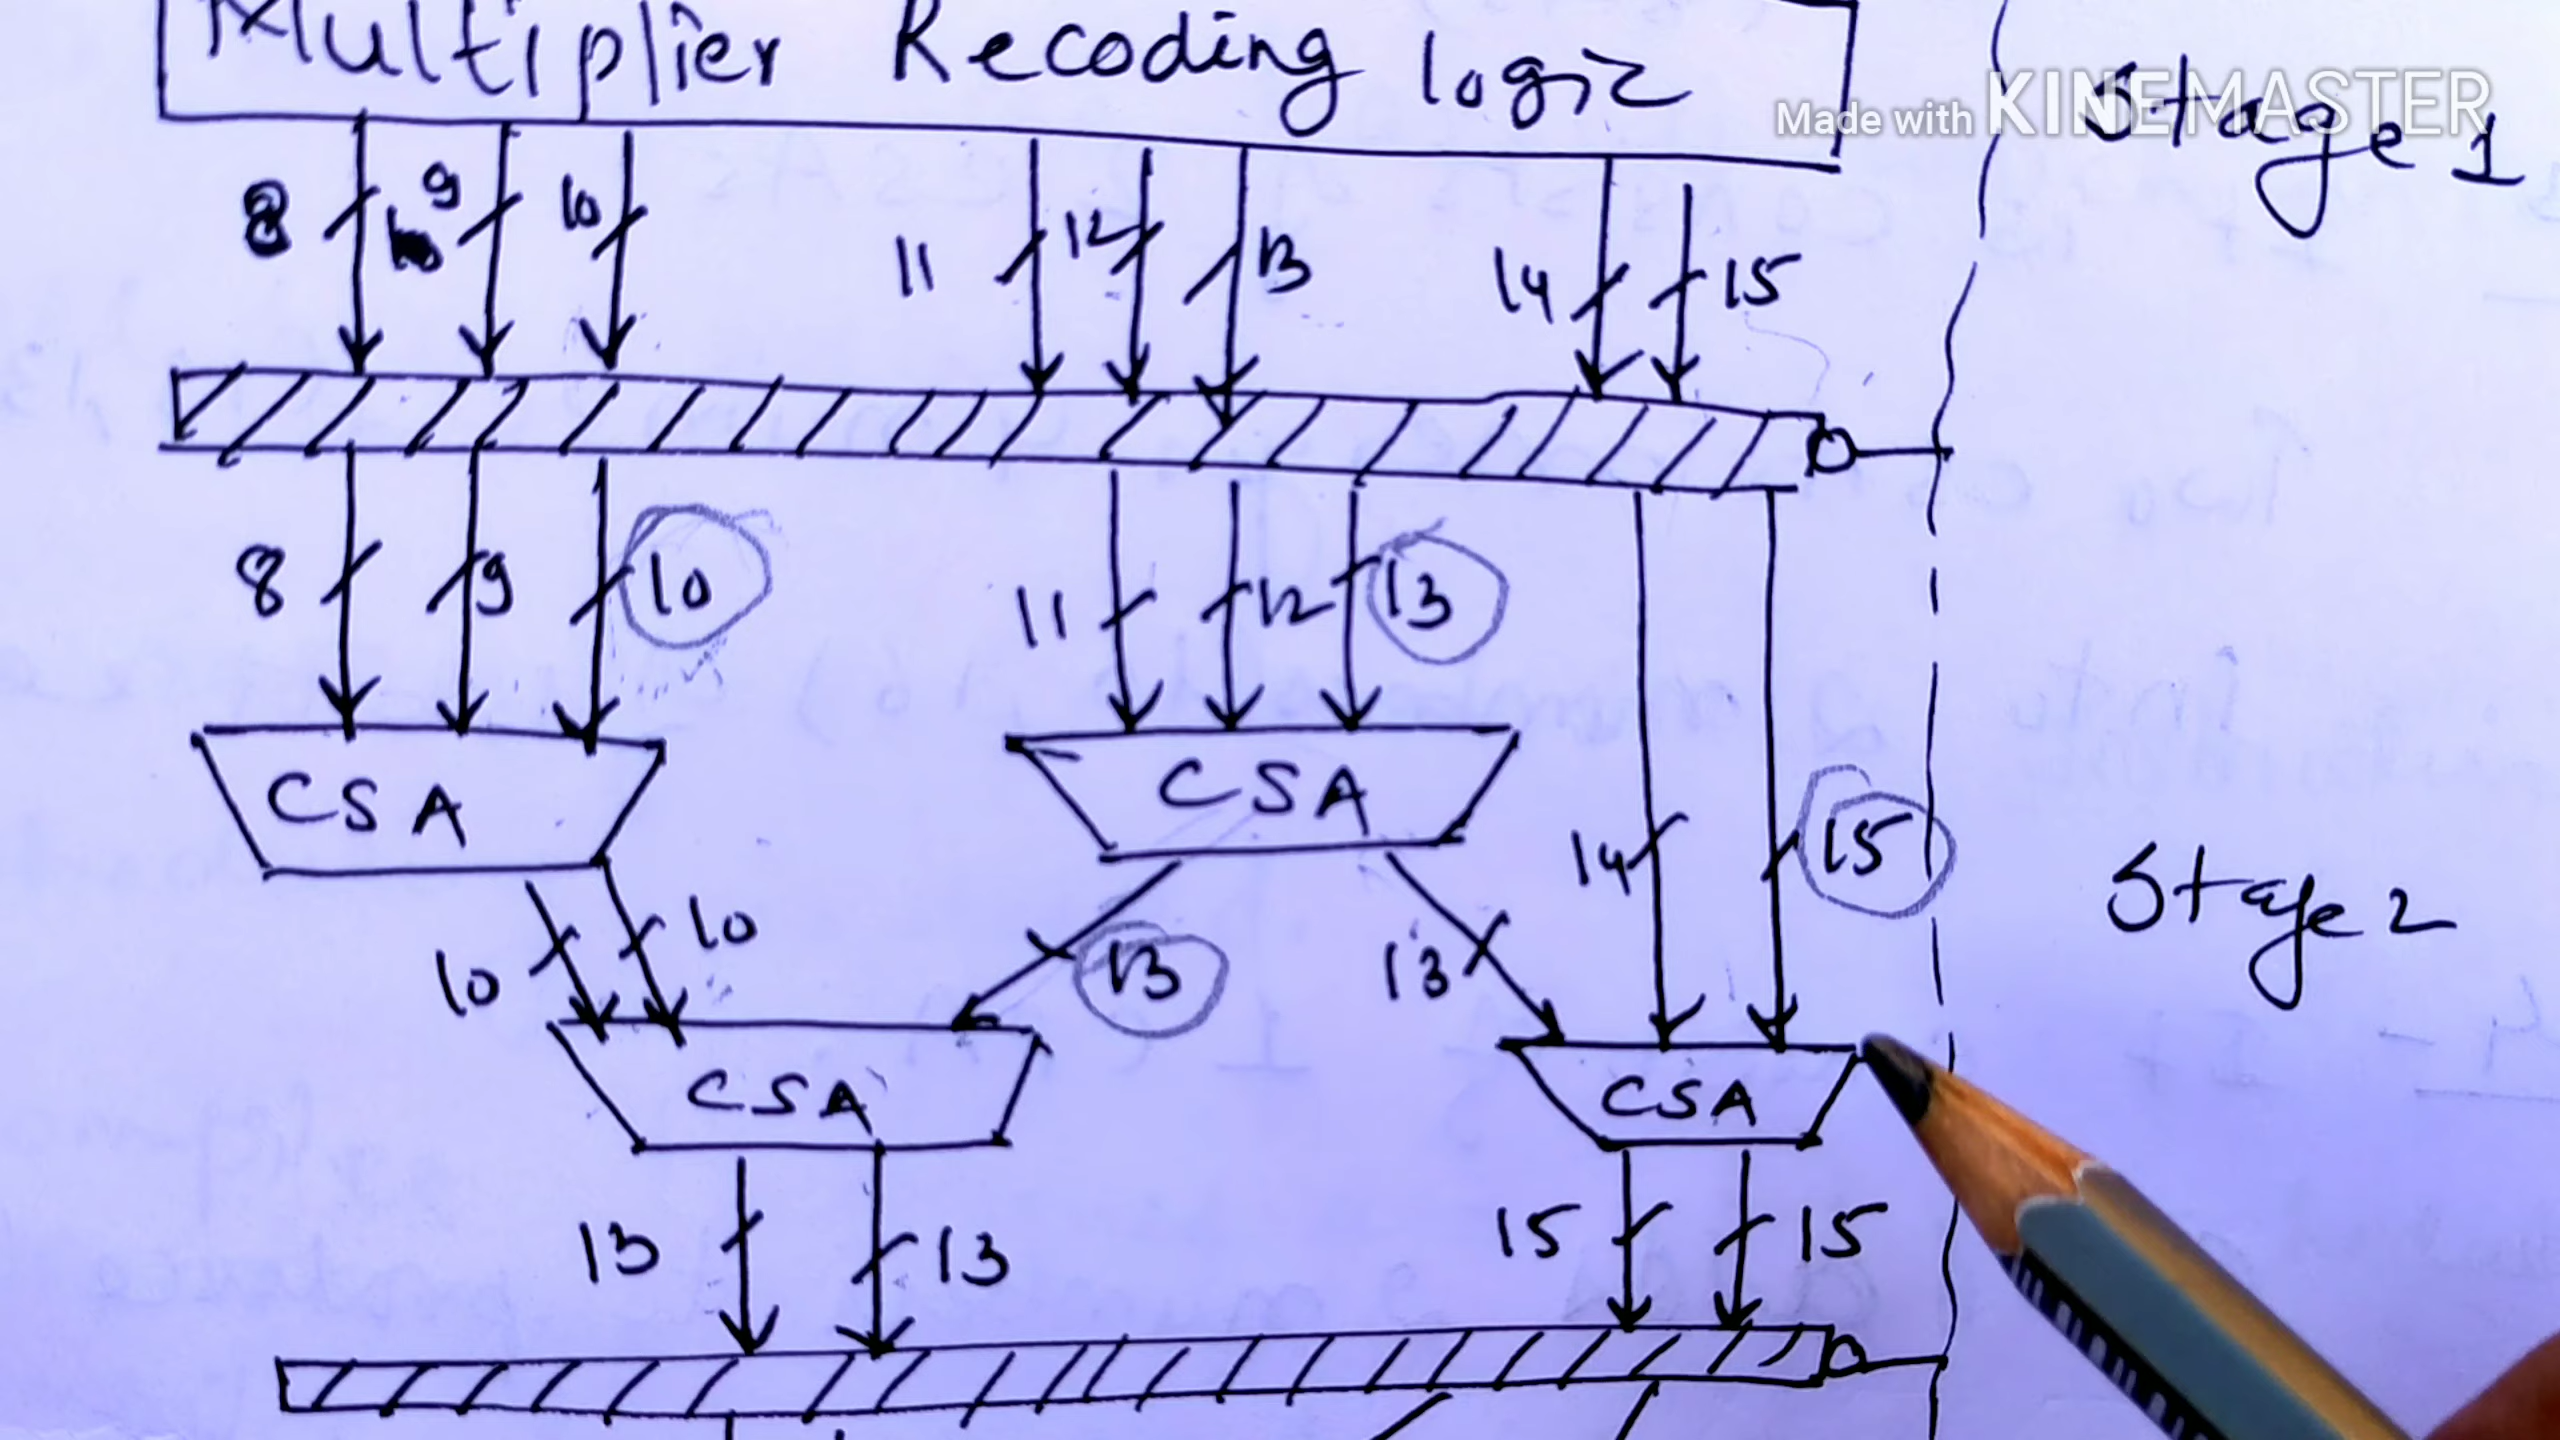 Multiplier Recoding logic
Made with KINEMASTER
Stage 1
8 9 10 11 12 13 14 15
8 9 10 11 12 13
CSA CSA
14 15
Stage 2
10 10 13 13
CSA CSA
13 13 15 15